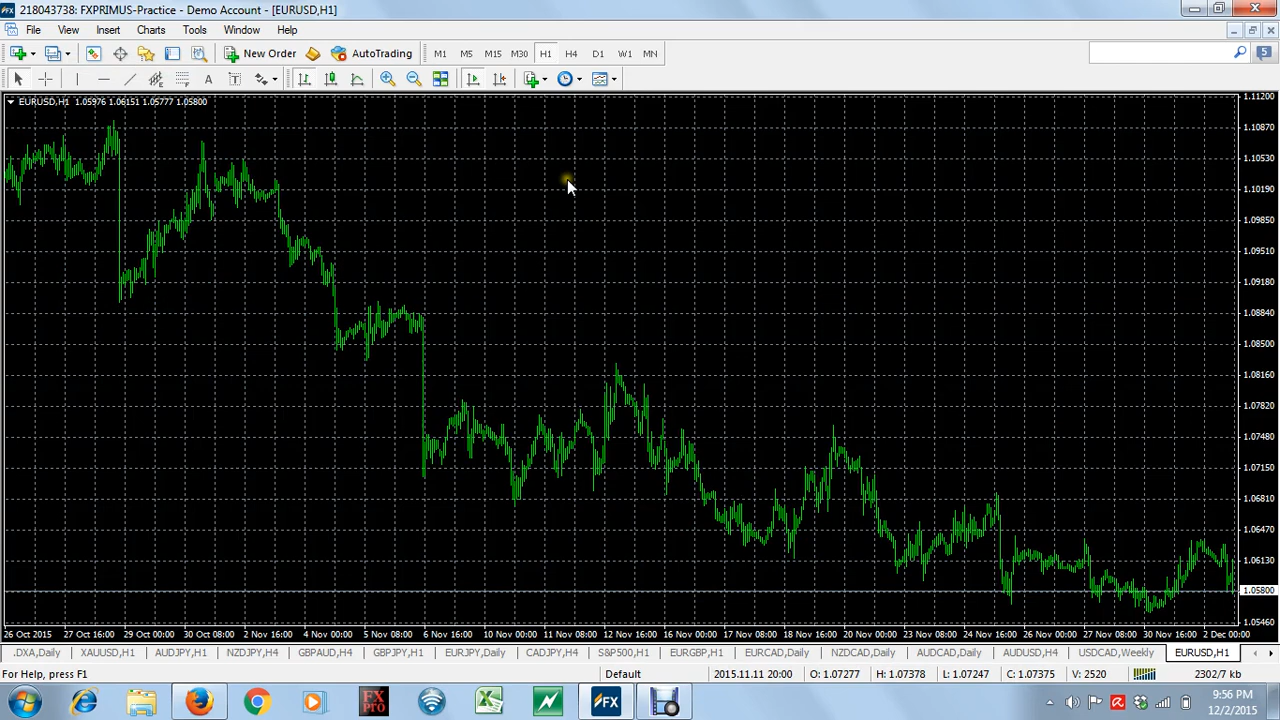 218043738: FXPRIMUS-Practice - Demo Account - [EURUSD,H1]
File View Insert Charts Tools Window Help
New Order AutoTrading M1 M5 M15 M30 H1 H4 D1 W1 MN 5
A T
EURUSD,H1 1.05976 1.06151 1.05777 1.05800
1.11200
1.10870
1.10530
1.10190
1.09850
1.09510
1.09180
1.08840
1.08500
1.08160
1.07820
1.07480
1.07150
1.06810
1.06470
1.06130
1.05800
1.05460
26 Oct 2015 27 Oct 16:00 29 Oct 00:00 30 Oct 08:00 2 Nov 16:00 4 Nov 00:00 5 Nov 08:00 6 Nov 16:00 10 Nov 00:00 11 Nov 08:00 12 Nov 16:00 16 Nov 00:00 17 Nov 08:00 18 Nov 16:00 20 Nov 00:00 23 Nov 08:00 24 Nov 16:00 26 Nov 00:00 27 Nov 08:00 30 Nov 16:00 2 Dec 00:00
.DXA,Daily XAUUSD,H1 AUDJPY,H1 NZDJPY,H4 GBPAUD,H4 GBPJPY,H1 EURJPY,Daily CADJPY,H4 S&P500,H1 EURGBP,H1 EURCAD,Daily NZDCAD,Daily AUDCAD,Daily AUDUSD,H4 USDCAD,Weekly EURUSD,H1
For Help, press F1 Default 2015.11.11 20:00 O: 1.07277 H: 1.07378 L: 1.07247 C: 1.07375 V: 2520 2302/7 kb
FX PRO FX 9:56 PM
12/2/2015